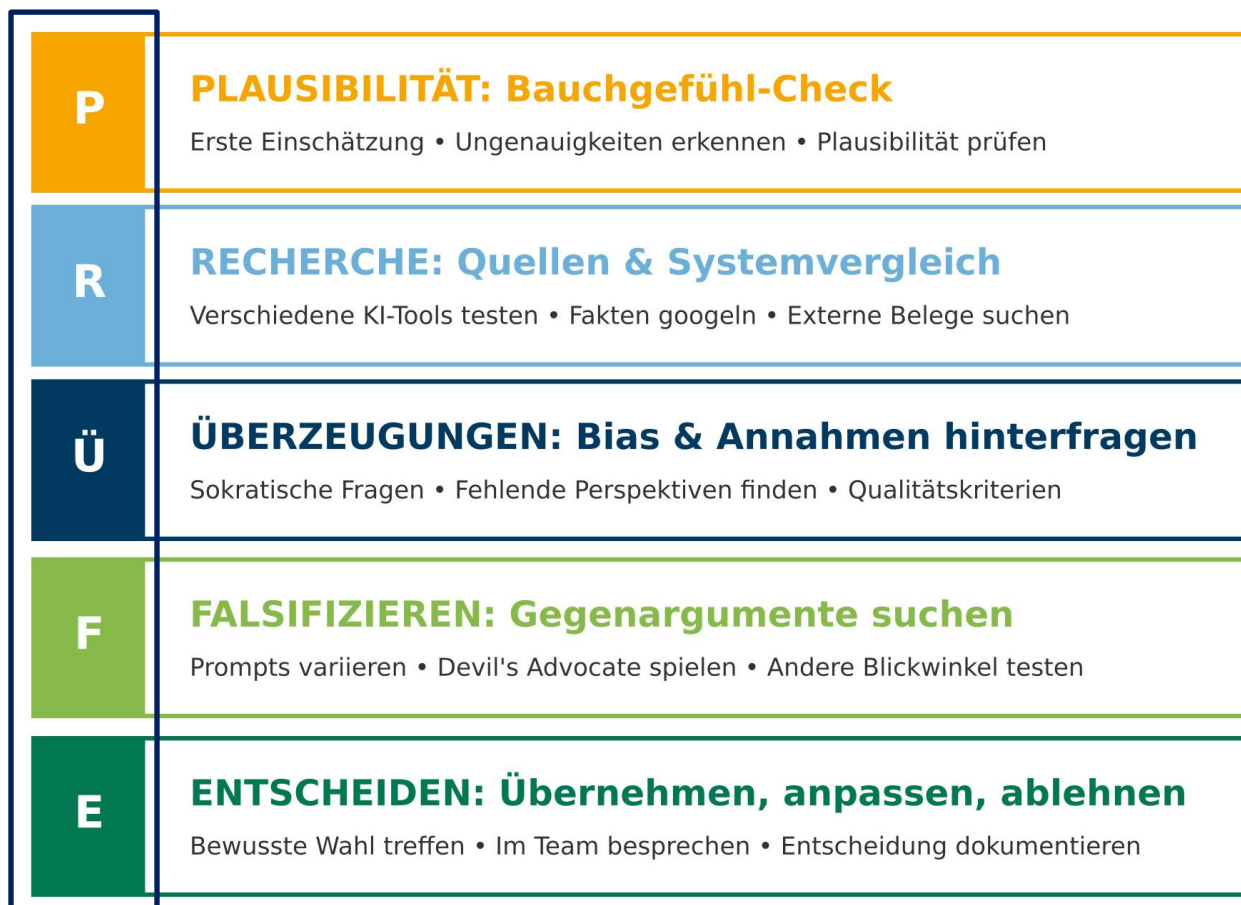 P
PLAUSIBILITÄT: Bauchgefühl-Check
Erste Einschätzung • Ungenauigkeiten erkennen • Plausibilität prüfen
R
RECHERCHE: Quellen & Systemvergleich
Verschiedene KI-Tools testen • Fakten googeln • Externe Belege suchen
Ü
ÜBERZEUGUNGEN: Bias & Annahmen hinterfragen
Sokratische Fragen • Fehlende Perspektiven finden • Qualitätskriterien
F
FALSIFIZIEREN: Gegenargumente suchen
Prompts variieren • Devil's Advocate spielen • Andere Blickwinkel testen
E
ENTSCHEIDEN: Übernehmen, anpassen, ablehnen
Bewusste Wahl treffen • Im Team besprechen • Entscheidung dokumentieren